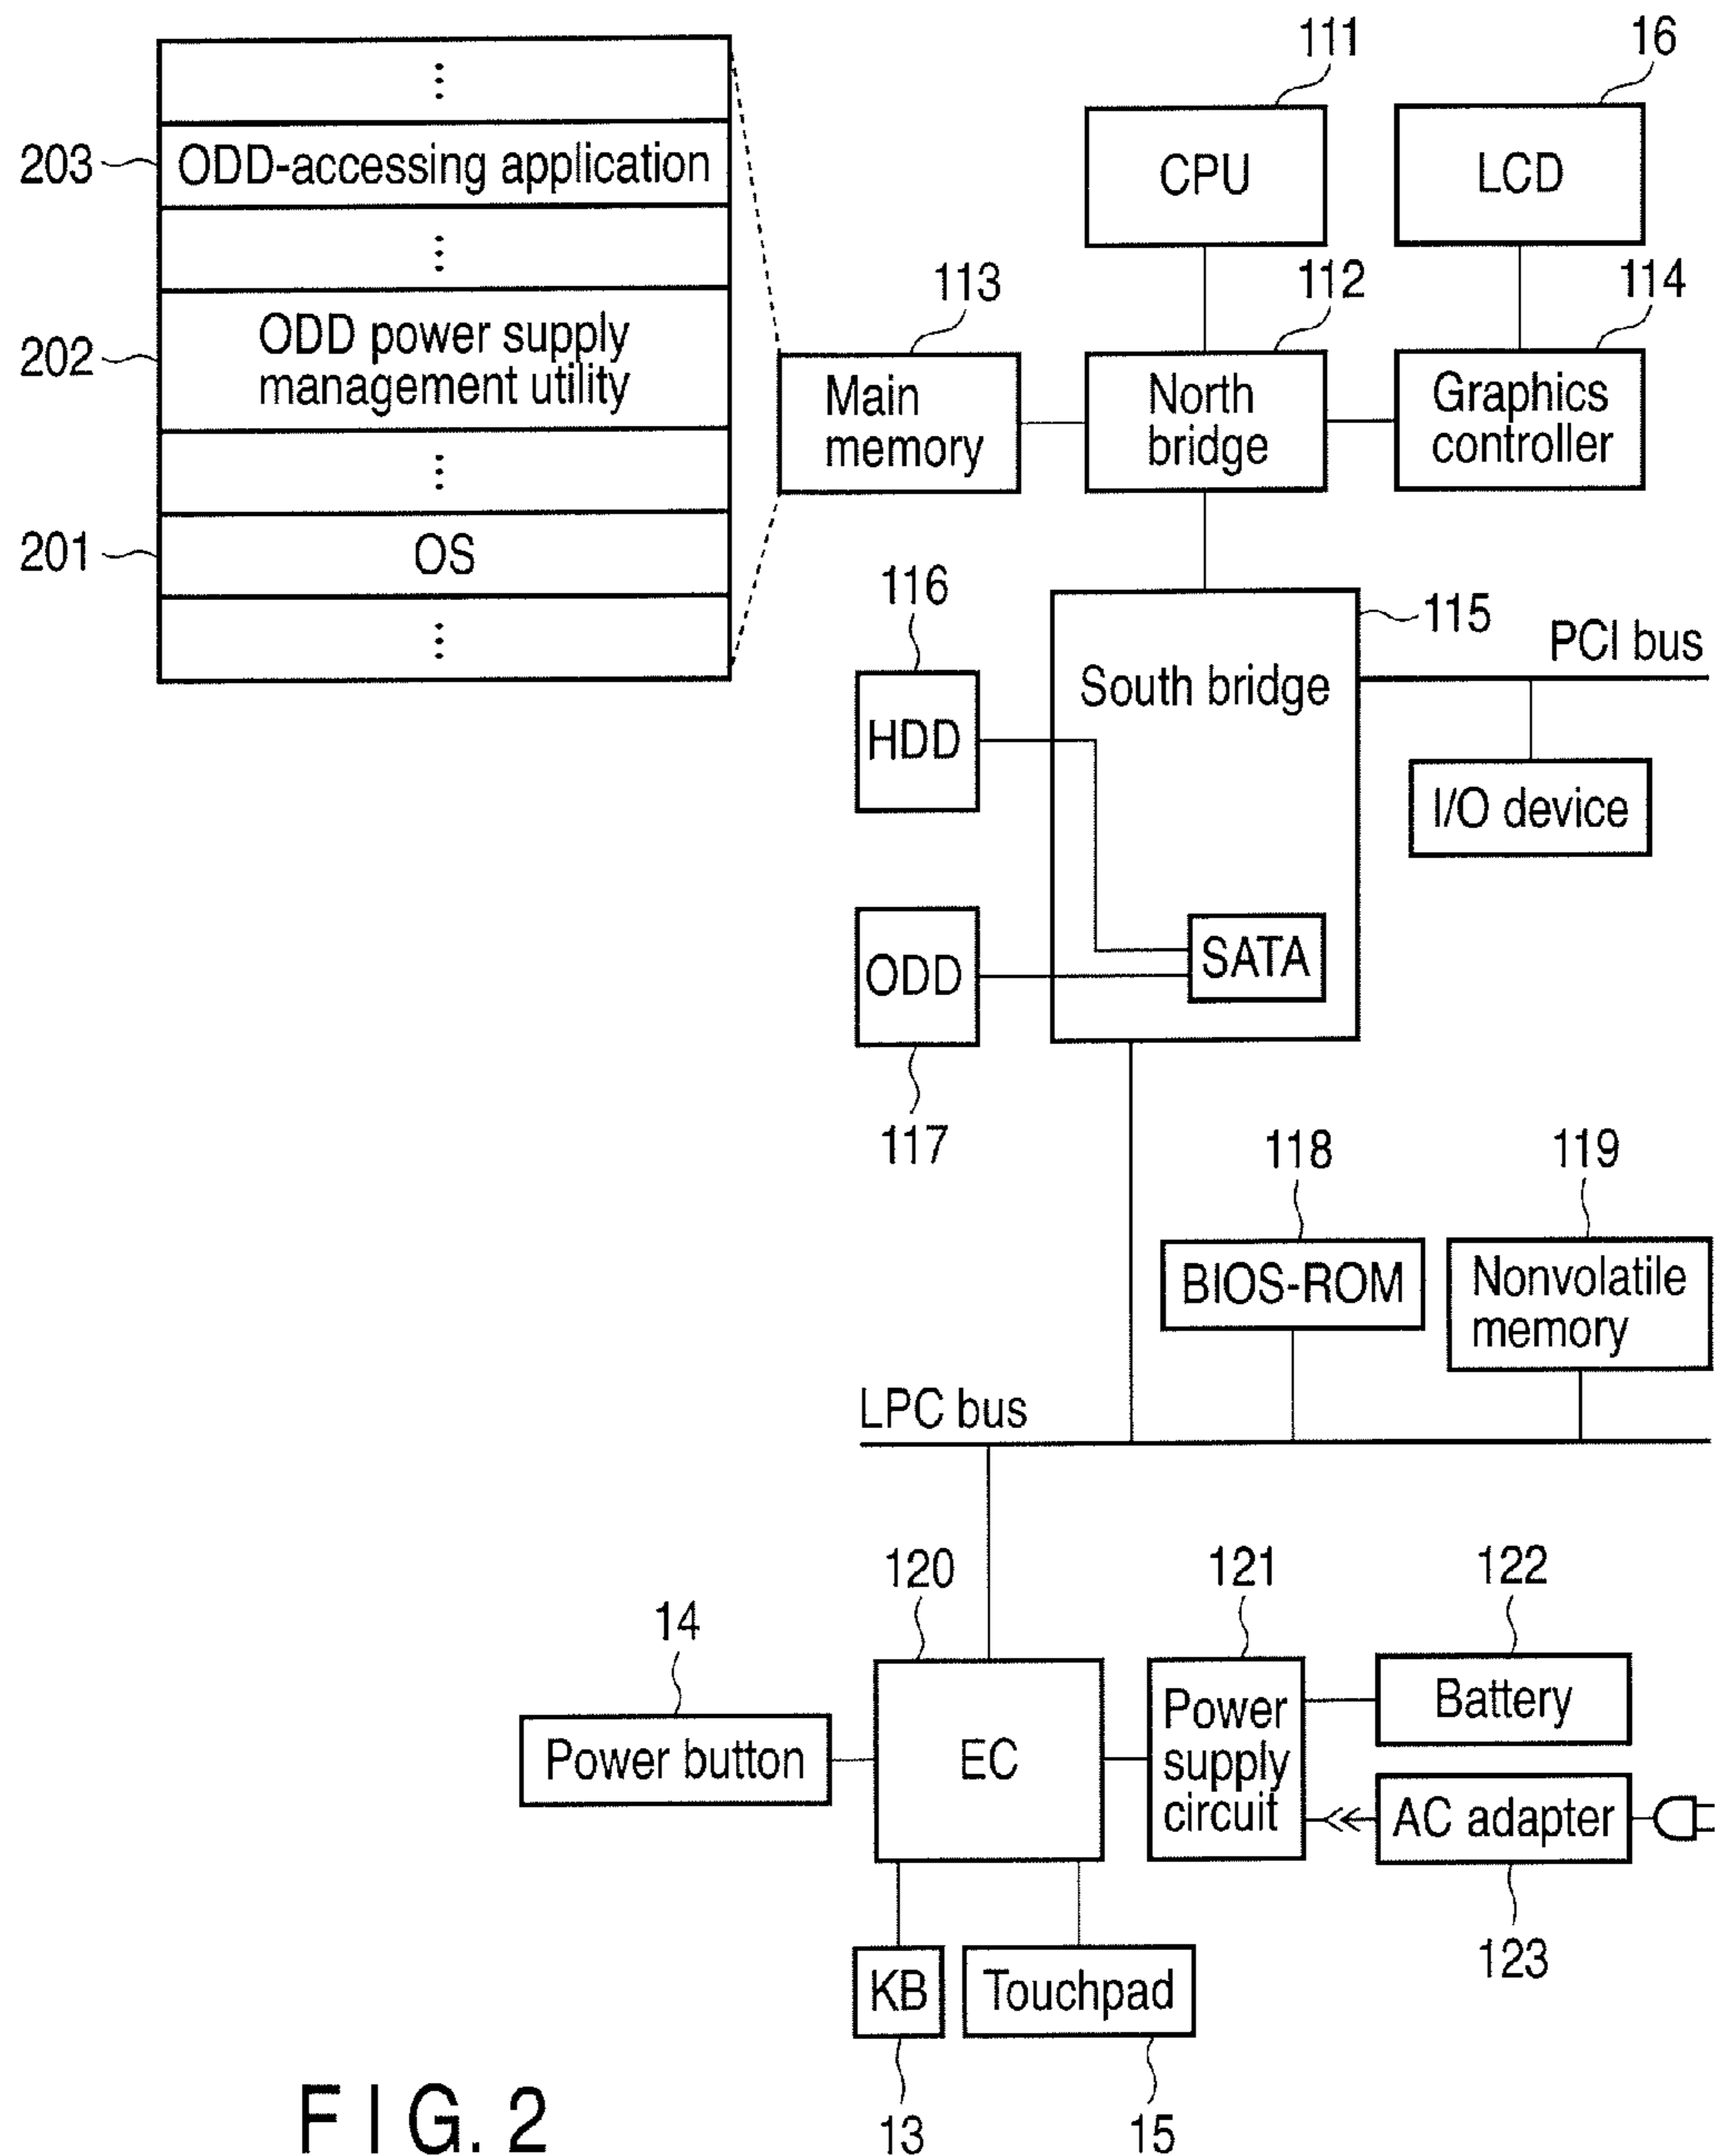 111
16
203
ODD-accessing application
CPU
LCD
113
112
114
202
ODD power supply
management utility
Main
memory
North
bridge
Graphics
controller
201
OS
116
115
PCI bus
South bridge
HDD
I/O device
ODD
SATA
117
118
119
BIOS-ROM
Nonvolatile
memory
LPC bus
120
121
122
14
Power button
EC
Power
supply
circuit
Battery
AC adapter
123
KB
Touchpad
13
15
FIG. 2